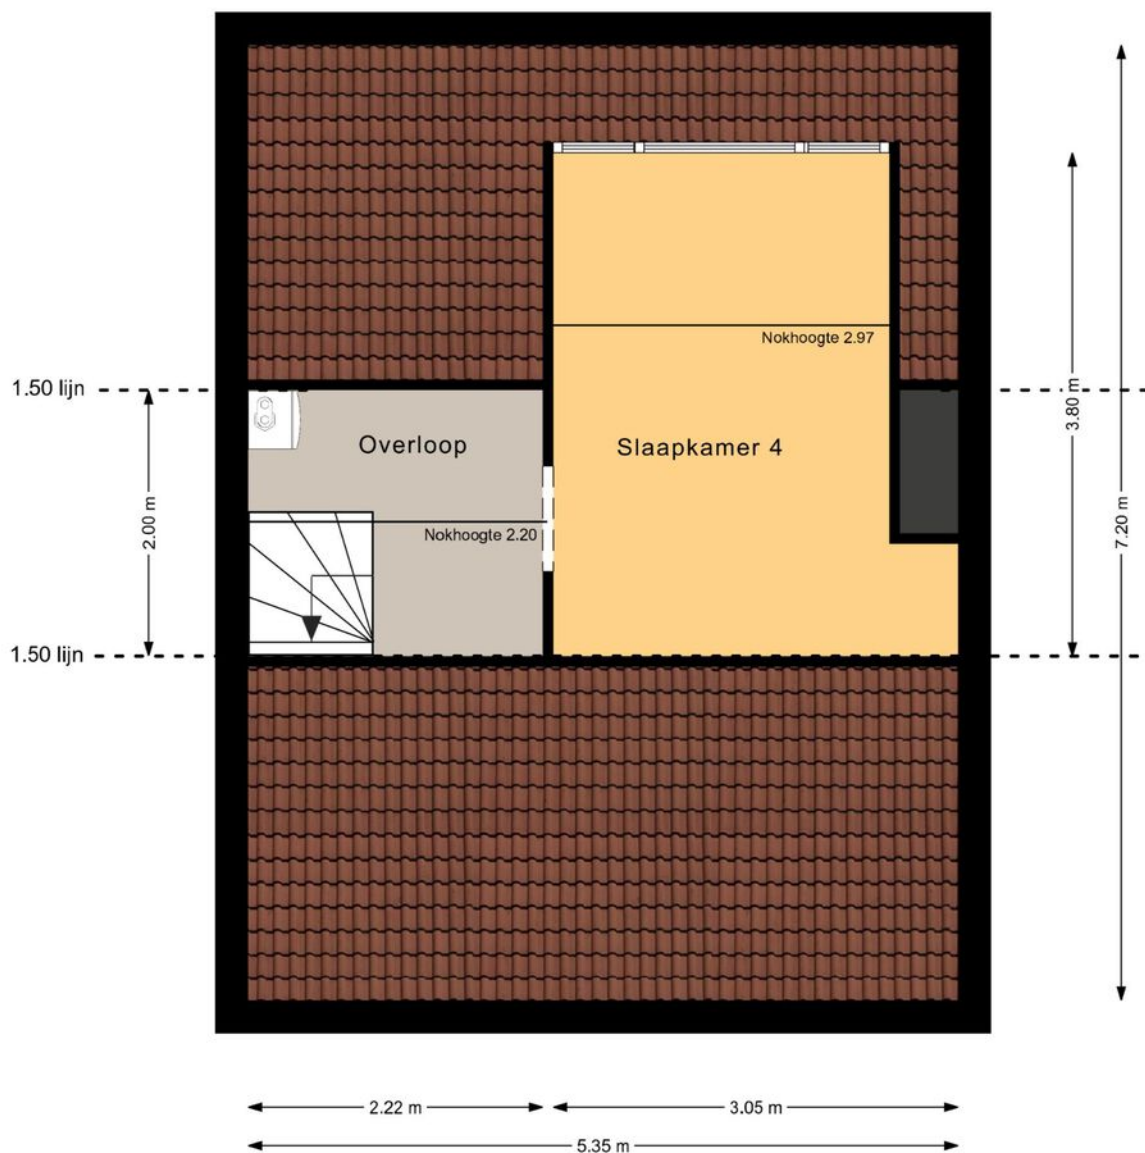 Nokhoogte 2.97
1.50 lijn
3.80 m
Overloop
Slaapkamer 4
2.00 m
7.20 m
Nokhoogte 2.20
1.50 lijn
2.22 m
3.05 m
5.35 m